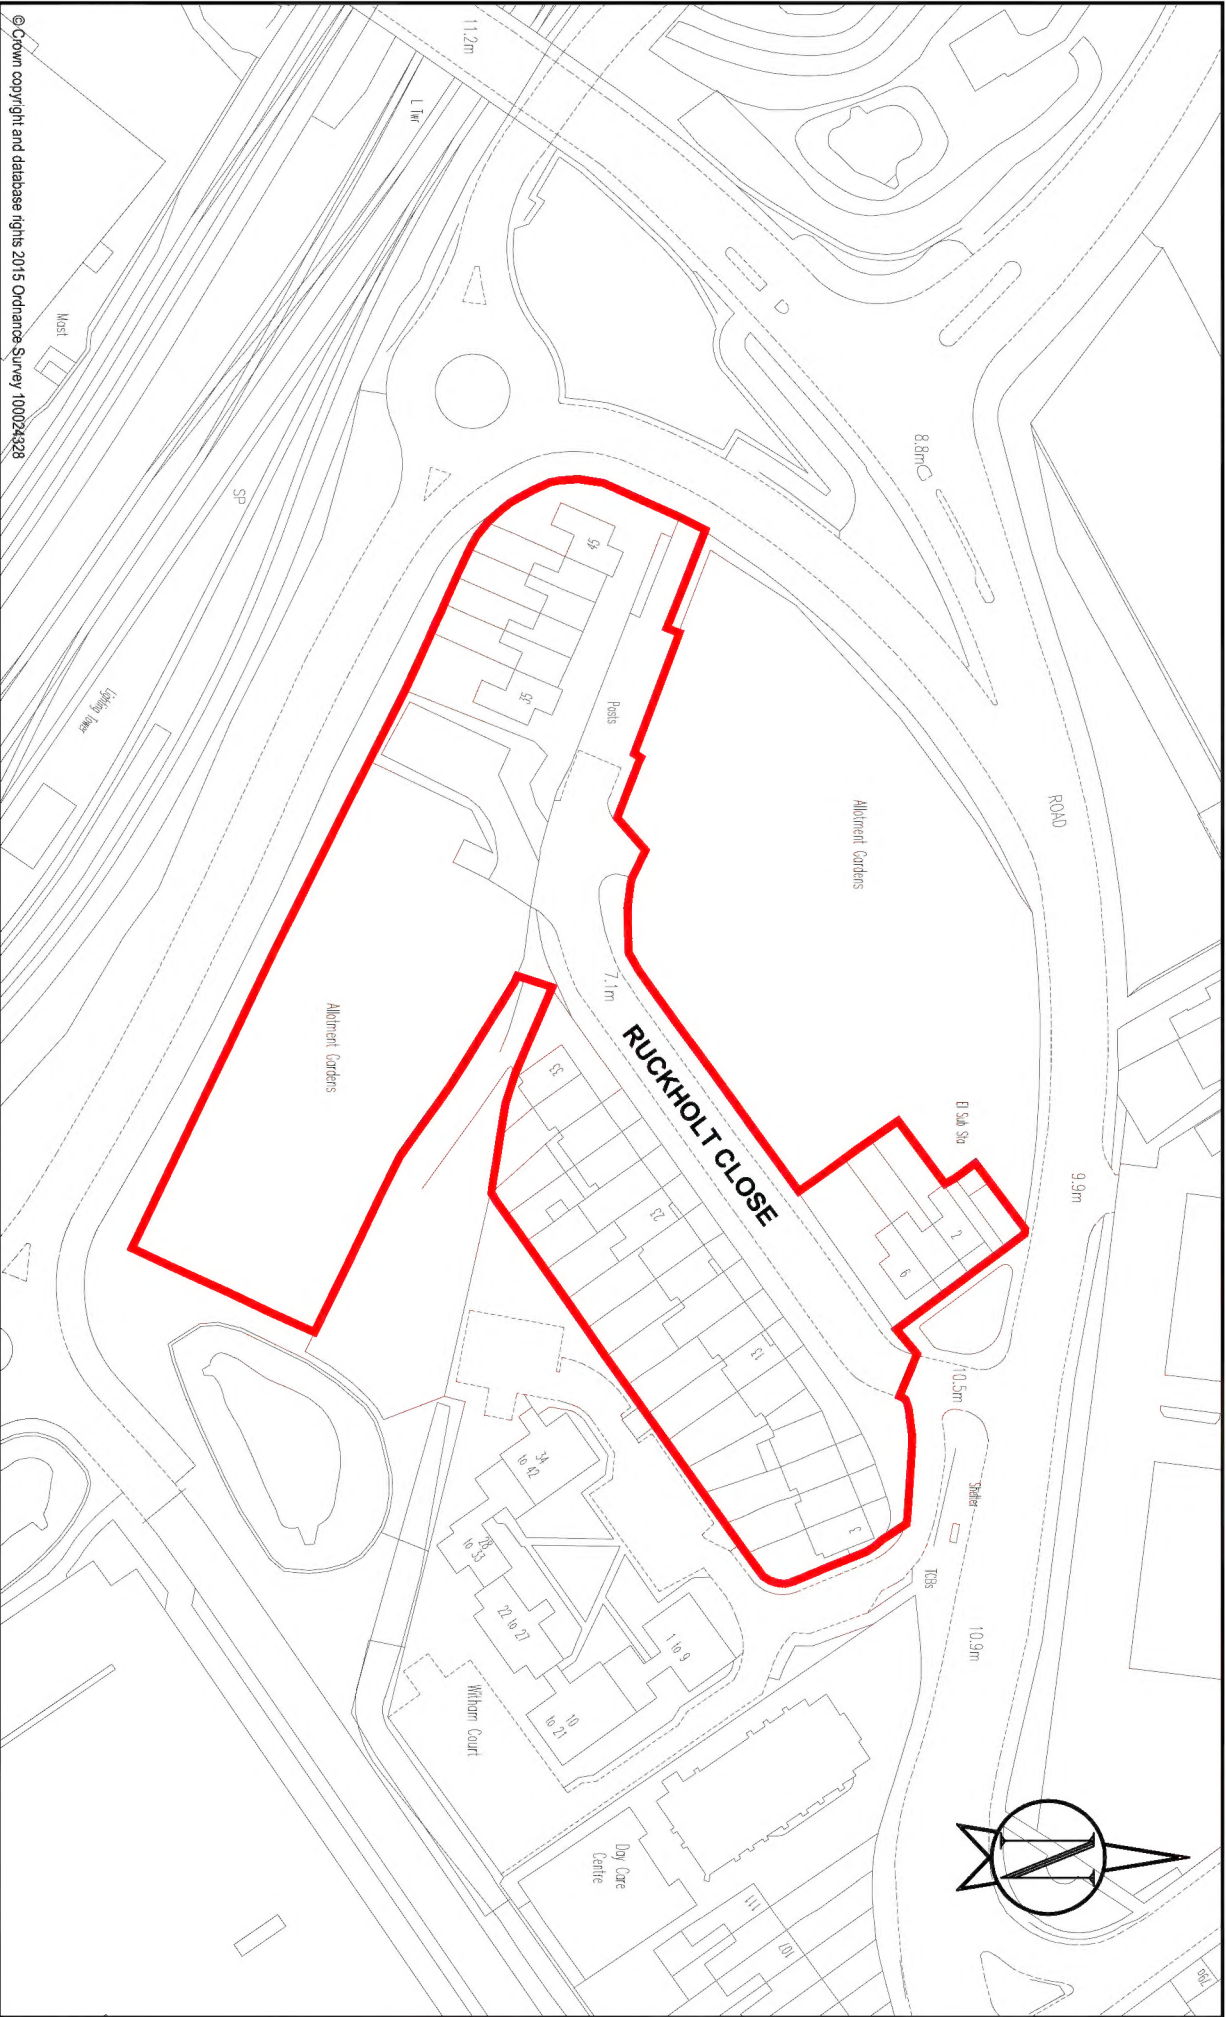 11.2m
L Twr
Mast
SP
Lighting Tower
8.8m
ROAD
45
35
Posts
Allotment Gardens
7.1m
RUCKHOLT CLOSE
Allotment Gardens
El Sub Sta
9.9m
2
6
33
23
13
3
10.5m
Shelter
TCBs
10.9m
34
to 42
28
to 33
22 to 27
1 to 9
10
to 21
Witham Court
Day Care
Centre
111
107
790
N
© Crown copyright and database rights 2015 Ordnance Survey 100024328